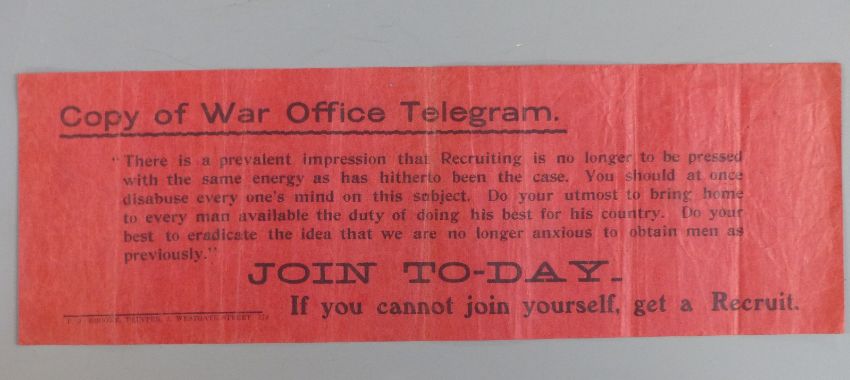 Copy of War Office Telegram.
"There is a prevalent impression that Recruiting is no longer to be pressed
with the same energy as has hitherto been the case. You should at once
disabuse every one's mind on this subject. Do your utmost to bring home
to every man available the duty of doing his best for his country. Do your
best to eradicate the idea that we are no longer anxious to obtain men as
previously."
JOIN TO-DAY.
If you cannot join yourself, get a Recruit.
PRINTER, WESTGATE STREET